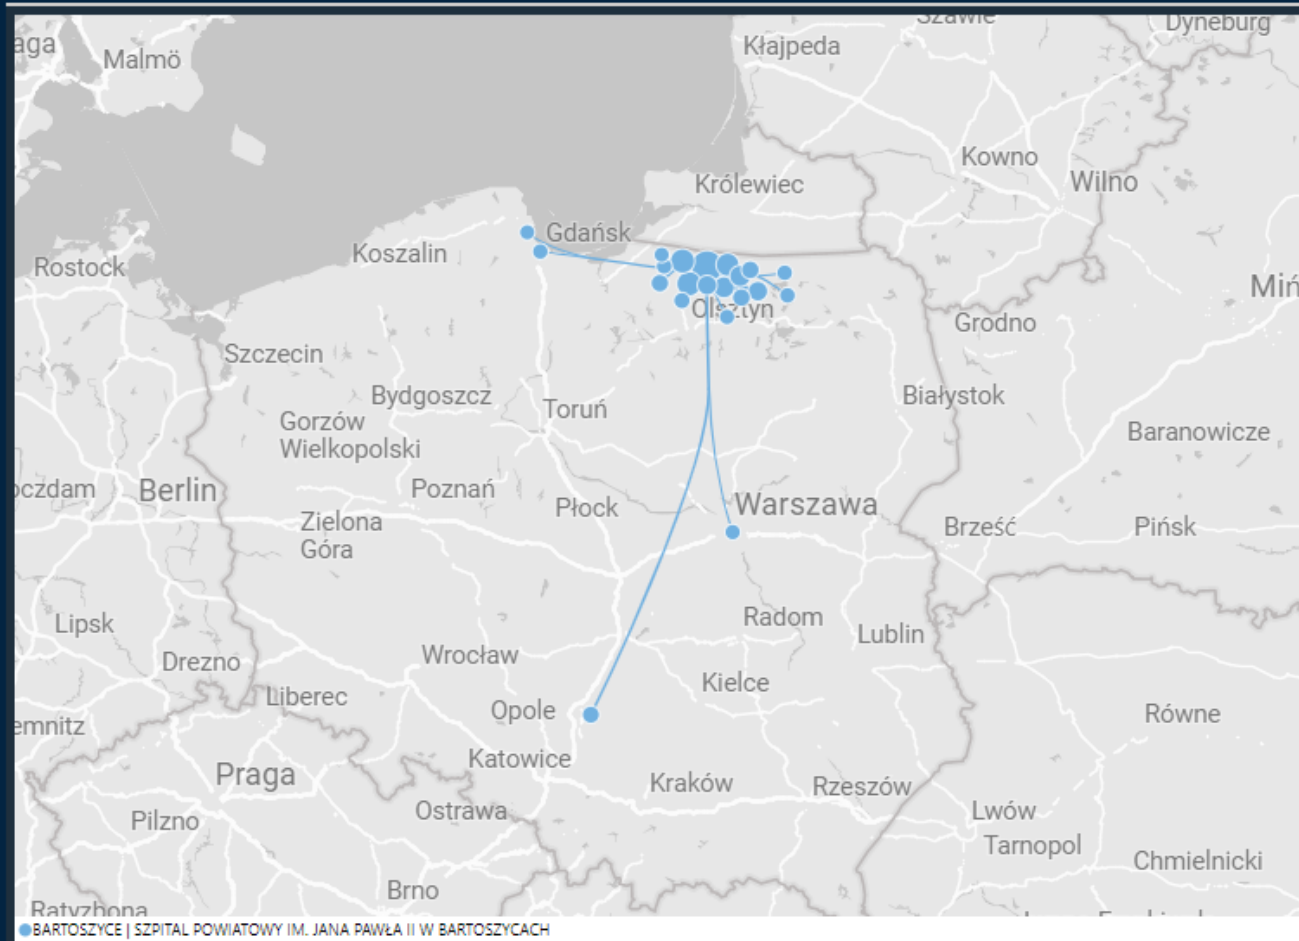 Szawle
Dyneburg
aga
Malmö
Kłajpeda
Kowno
Wilno
Królewiec
Gdańsk
Koszalin
Rostock
Miń
Olsztyn
Grodno
Szczecin
Bydgoszcz
Białystok
Toruń
Gorzów
Wielkopolski
Baranowicze
oczdam
Berlin
Poznań
Płock
Warszawa
Zielona
Góra
Brześć
Pińsk
Radom
Lipsk
Lublin
Drezno
Wrocław
Kielce
Liberec
Opole
Równe
emnitz
Katowice
Praga
Kraków
Rzeszów
Ostrawa
Lwów
Pilzno
Tarnopol
Chmielnicki
Brno
Ratyzbona
BARTOSZYCE | SZPITAL POWIATOWY IM. JANA PAWŁA II W BARTOSZYCACH